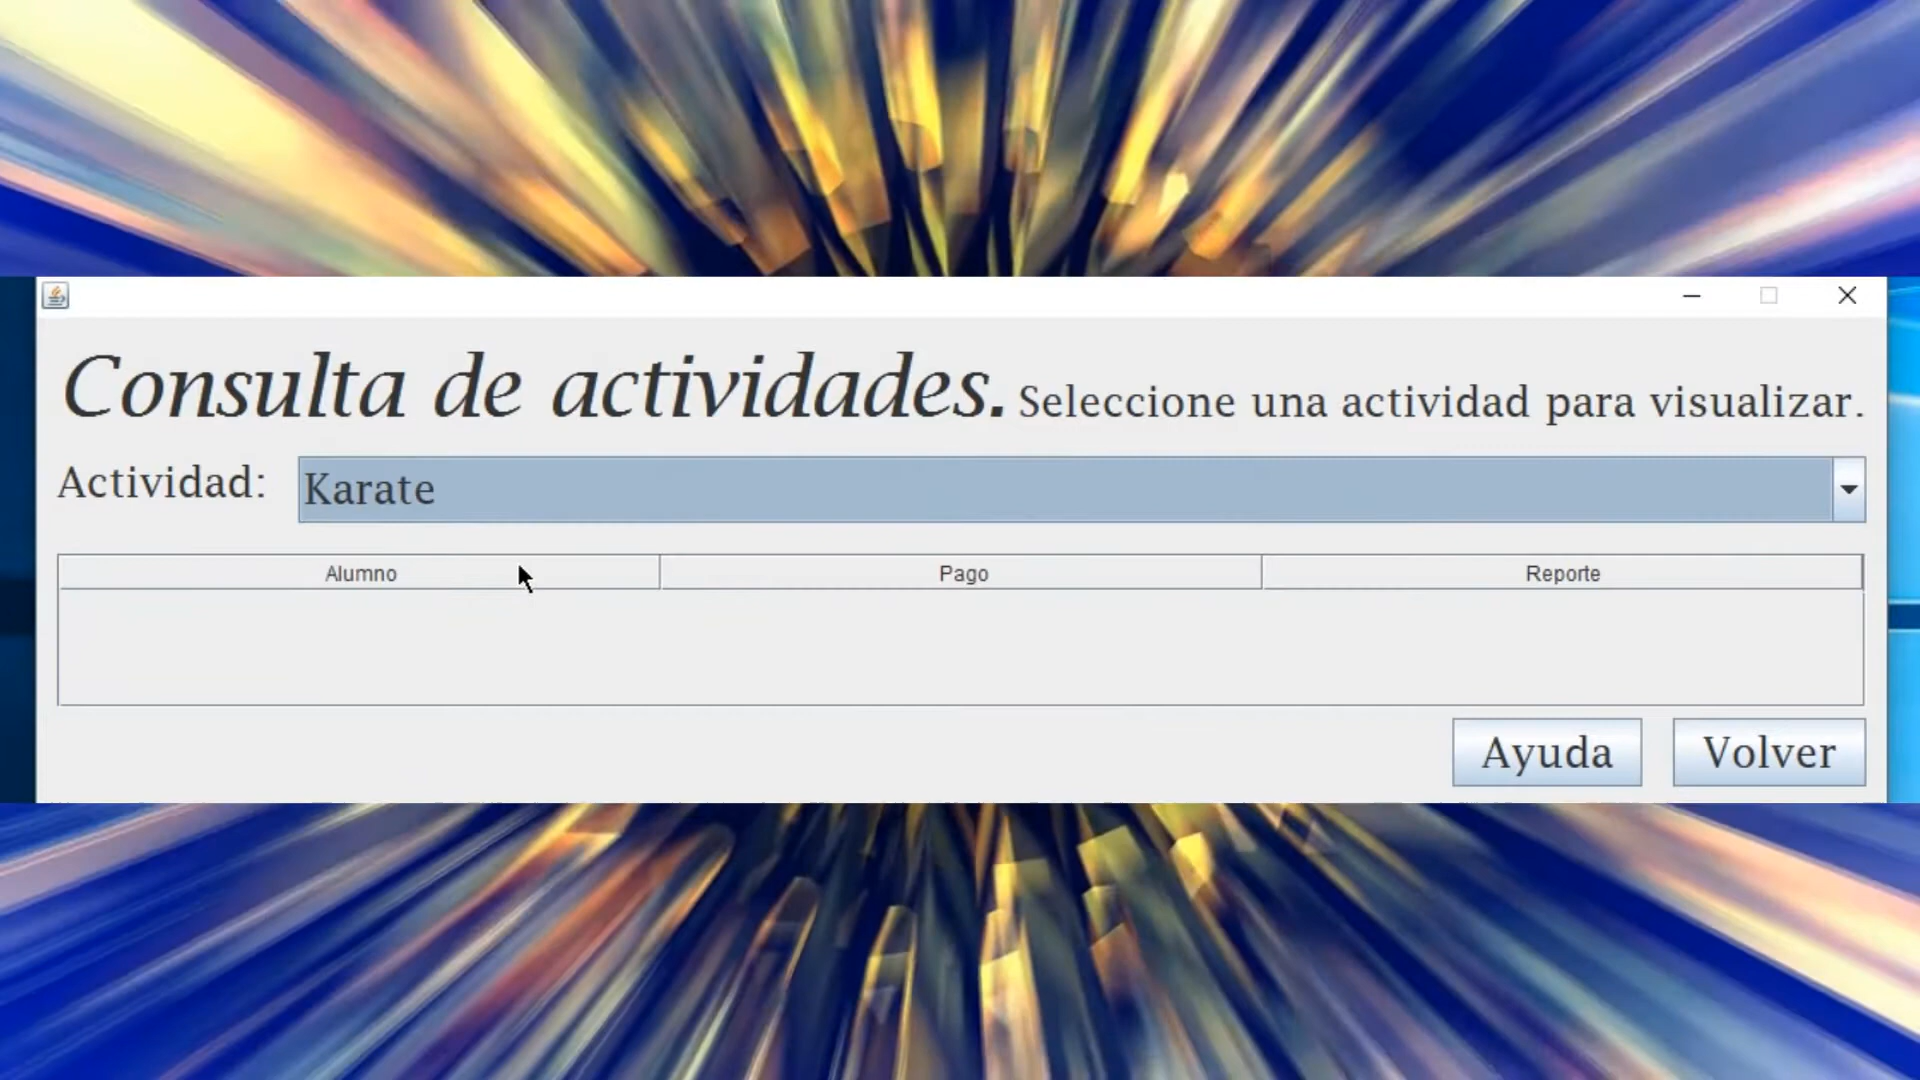 Consulta de actividades. Seleccione una actividad para visualizar.
Actividad: Karate
Alumno Pago Reporte
Ayuda Volver